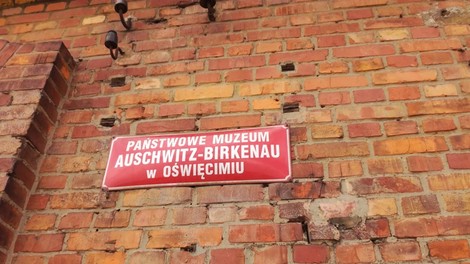 PAŃSTWOWE MUZEUM
AUSCHWITZ-BIRKENAU
W OŚWIĘCIMIU